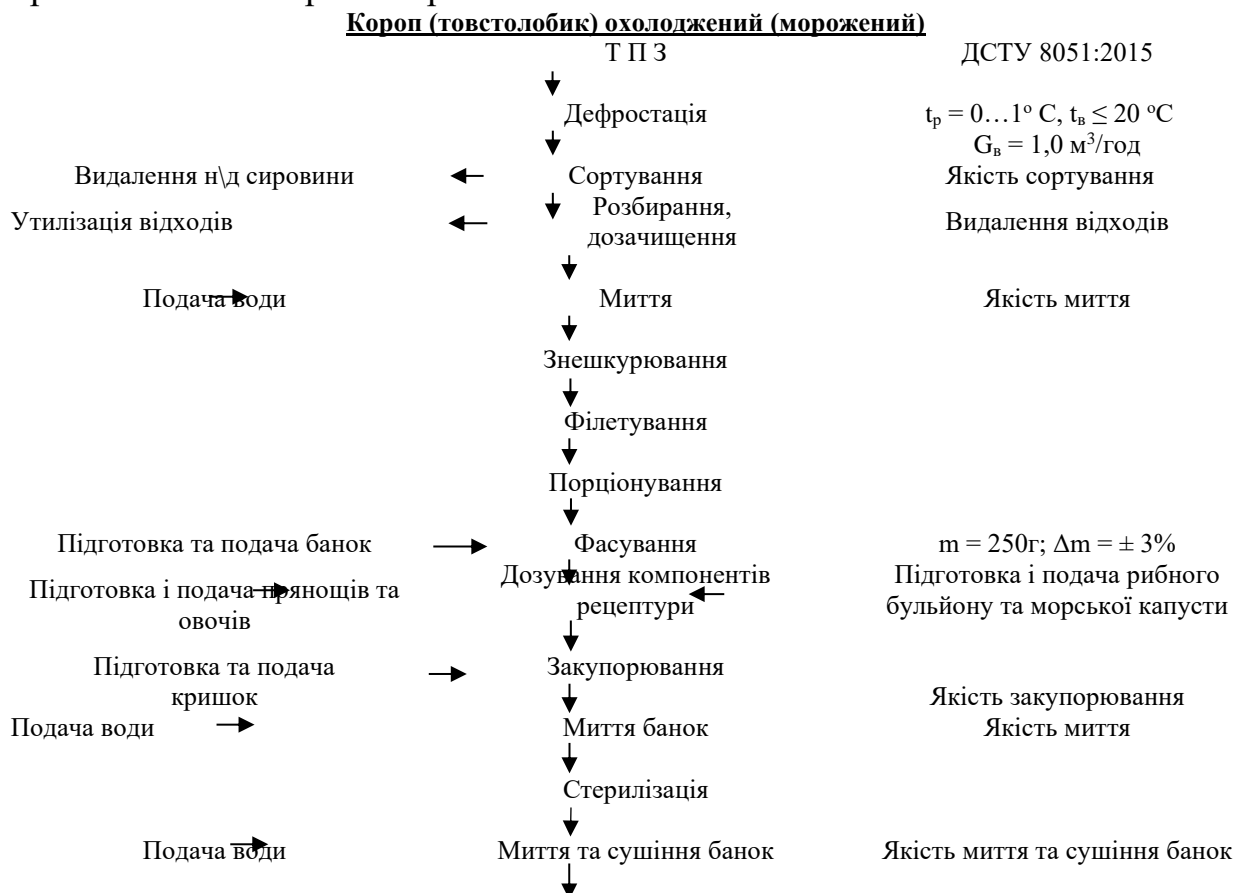 Короп (товстолобик) охолоджений (морожений)
Т П З ДСТУ 8051:2015
Дефростація tр = 0…1º С, tв ≤ 20 ºС
Gв = 1,0 м³/год
Видалення н\д сировини Сортування Якість сортування
Розбирання,
Утилізація відходів дозачищення Видалення відходів
Подача води Миття Якість миття
Знешкурювання
Філетування
Порціонування
Підготовка та подача банок Фасування m = 250г; Δm = ± 3%
Дозування компонентів Підготовка і подача рибного
Підготовка і подача прянощів та рецептури бульйону та морської капусти
овочів
Підготовка та подача Закупорювання
кришок Якість закупорювання
Подача води Миття банок Якість миття
Стерилізація
Подача води Миття та сушіння банок Якість миття та сушіння банок